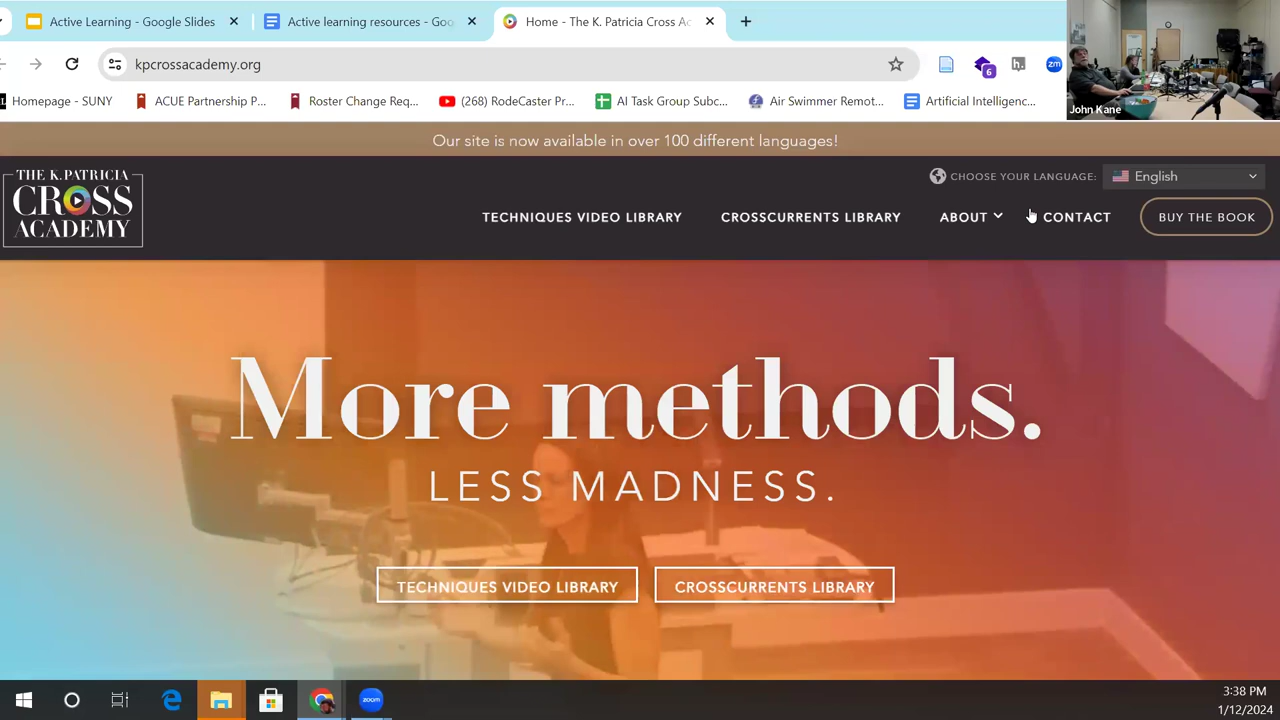 Active Learning - Google Slides
Active learning resources - Goo
Home - The K. Patricia Cross Ac
kpcrossacademy.org
6
h.
zm
Homepage - SUNY
ACUE Partnership P...
Roster Change Req...
(268) RodeCaster Pr...
AI Task Group Subc...
Air Swimmer Remot...
Artificial Intelligenc...
John Kane
Our site is now available in over 100 different languages!
THE K. PATRICIA
CROSS
ACADEMY
CHOOSE YOUR LANGUAGE:
English
TECHNIQUES VIDEO LIBRARY
CROSSCURRENTS LIBRARY
ABOUT
CONTACT
BUY THE BOOK
More methods.
LESS MADNESS.
TECHNIQUES VIDEO LIBRARY
CROSSCURRENTS LIBRARY
zoom
3:38 PM
1/12/2024